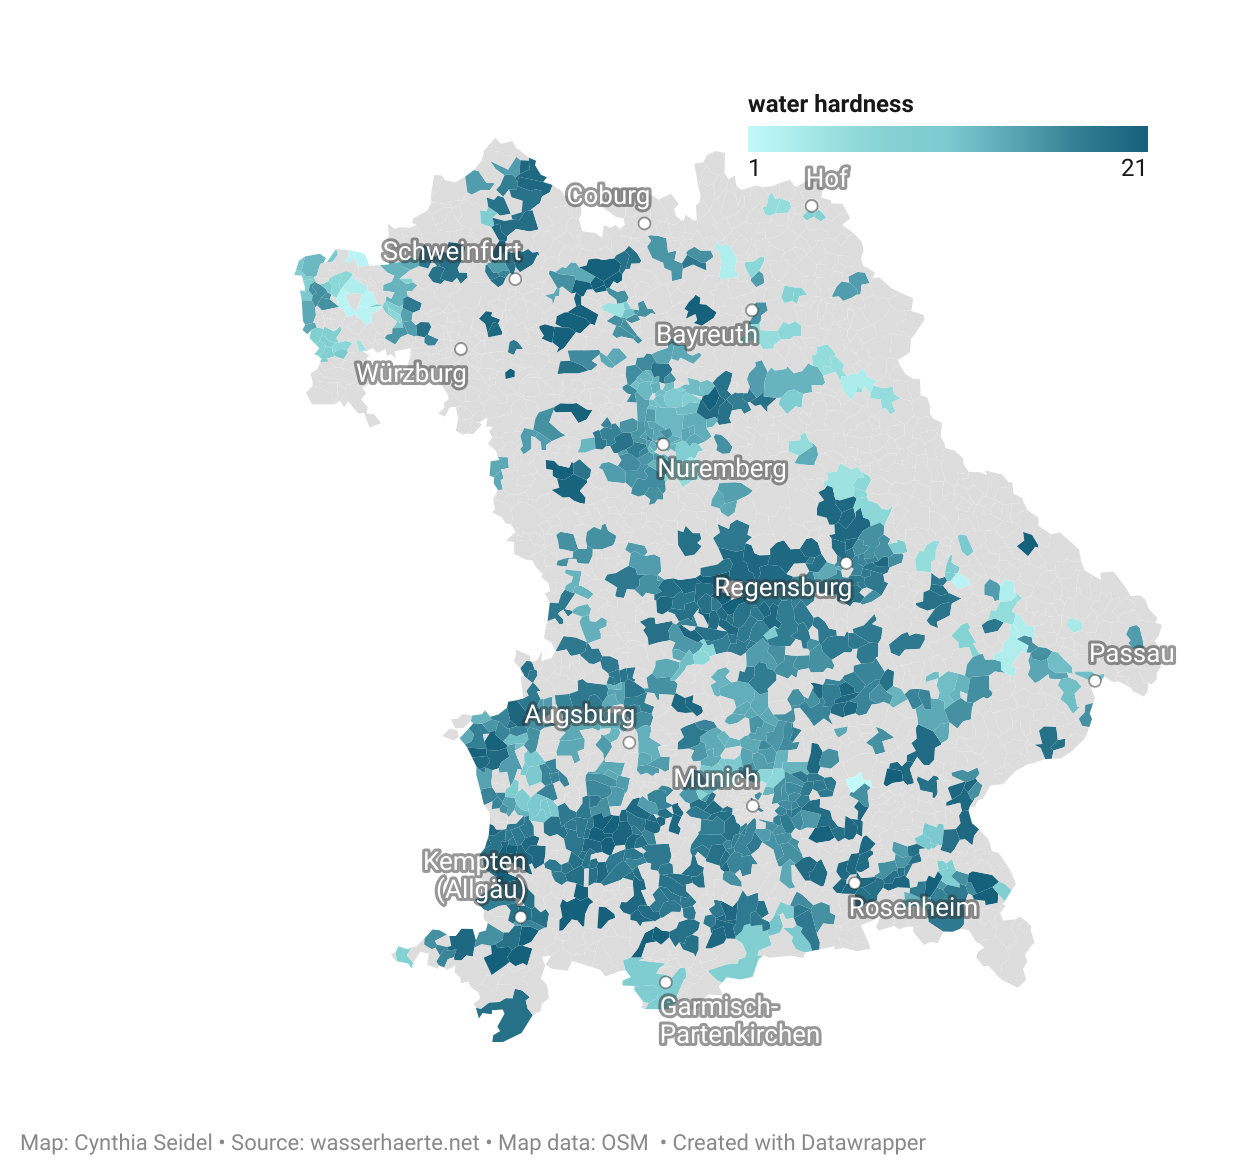 water hardness
1
21
Hof
Coburg
Schweinfurt
Bayreuth
Würzburg
Nuremberg
Regensburg
Passau
Augsburg
Munich
Kempten
(Allgäu)
Rosenheim
Garmisch-
Partenkirchen
Map: Cynthia Seidel • Source: wasserhaerte.net • Map data: OSM • Created with Datawrapper